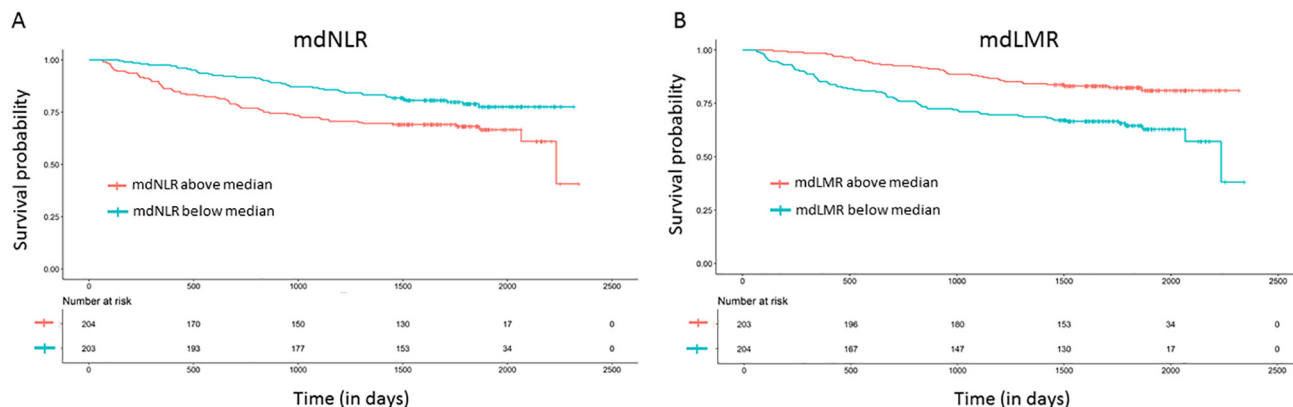 A
mdNLR
Survival probability
1.00
0.75
0.50
0.25
0.00
mdNLR above median
mdNLR below median
0 500 1000 1500 2000 2500
Number at risk
204 170 150 130 17 0
203 193 177 153 34 0
0 500 1000 1500 2000 2500
Time (in days)
B
mdLMR
Survival probability
1.00
0.75
0.50
0.25
0.00
mdLMR above median
mdLMR below median
0 500 1000 1500 2000 2500
Number at risk
203 196 180 153 34 0
204 167 147 130 17 0
0 500 1000 1500 2000 2500
Time (in days)